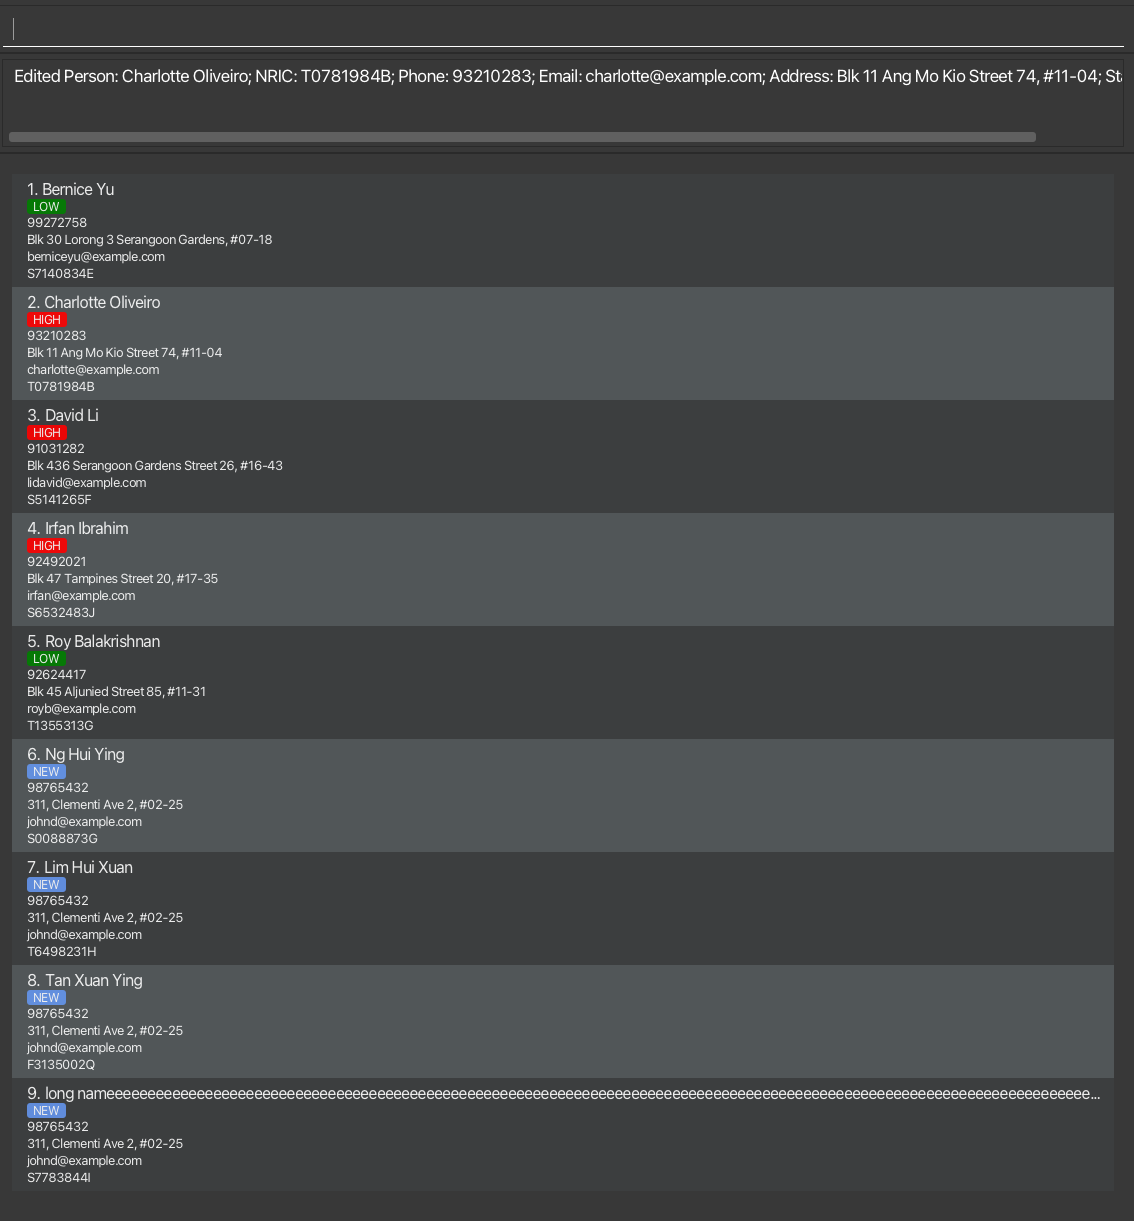 Edited Person: Charlotte Oliveiro; NRIC: T0781984B; Phone: 93210283; Email: charlotte@example.com; Address: Blk 11 Ang Mo Kio Street 74, #11-04;
1. Bernice Yu
LOW
99272758
Blk 30 Lorong 3 Serangoon Gardens, #07-18
berniceyu@example.com
S7140834E
2. Charlotte Oliveiro
HIGH
93210283
Blk 11 Ang Mo Kio Street 74, #11-04
charlotte@example.com
T0781984B
3. David Li
HIGH
91031282
Blk 436 Serangoon Gardens Street 26, #16-43
lidavid@example.com
S5141265F
4. Irfan Ibrahim
HIGH
92492021
Blk 47 Tampines Street 20, #17-35
irfan@example.com
S6532483J
5. Roy Balakrishnan
LOW
92624417
Blk 45 Aljunied Street 85, #11-31
royb@example.com
T1355313G
6. Ng Hui Ying
NEW
98765432
311, Clementi Ave 2, #02-25
johnd@example.com
S0088873G
7. Lim Hui Xuan
NEW
98765432
311, Clementi Ave 2, #02-25
johnd@example.com
T6498231H
8. Tan Xuan Ying
NEW
98765432
311, Clementi Ave 2, #02-25
johnd@example.com
F3135002Q
9. long nameeeeeeeeeeeeeeeeeeeeeeeeeeeeeeeeeeeeeeeeeeeeeeeeeeeeeeeeeeeeeeeeeeeeeeeeeeeeeeeeeeeeeeeeeeeeeeeeeeeeeeeeeeeeeeeeeeeeeeee...
NEW
98765432
311, Clementi Ave 2, #02-25
johnd@example.com
S7783844I